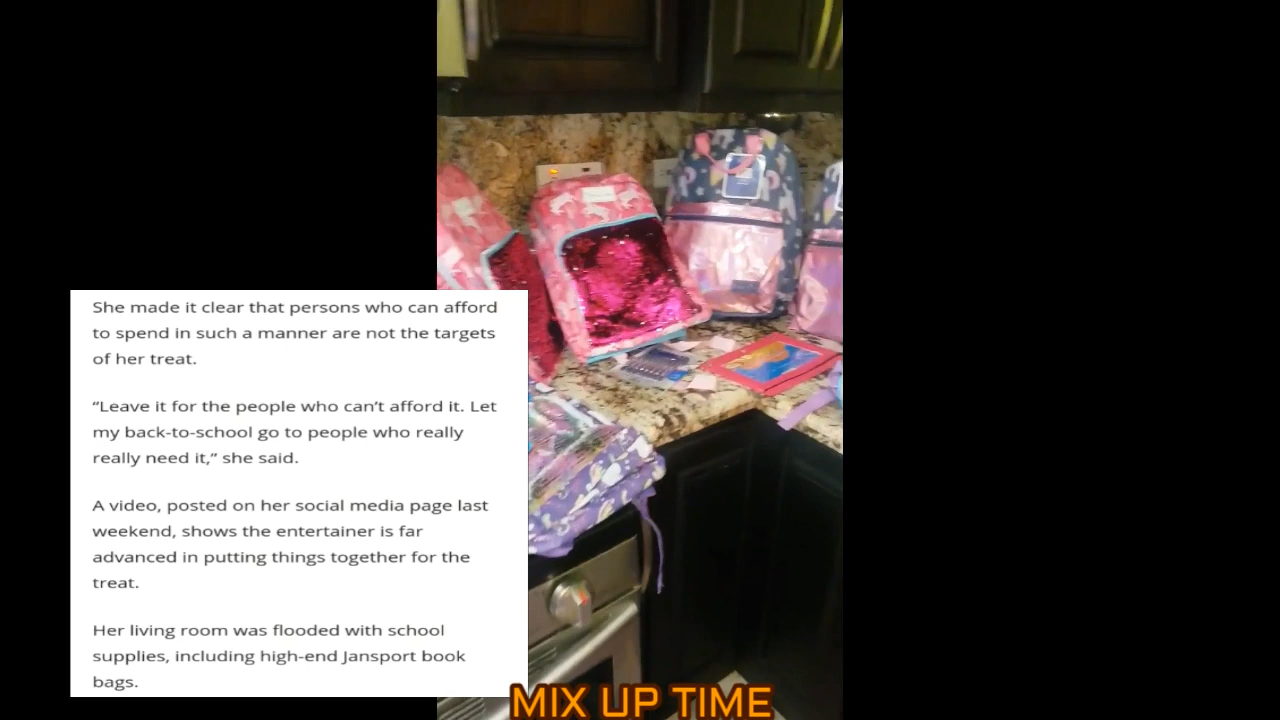 She made it clear that persons who can afford
to spend in such a manner are not the targets
of her treat.
“Leave it for the people who can’t afford it. Let
my back-to-school go to people who really
really need it,” she said.
A video, posted on her social media page last
weekend, shows the entertainer is far
advanced in putting things together for the
treat.
Her living room was flooded with school
supplies, including high-end Jansport book
bags.
MIX UP TIME